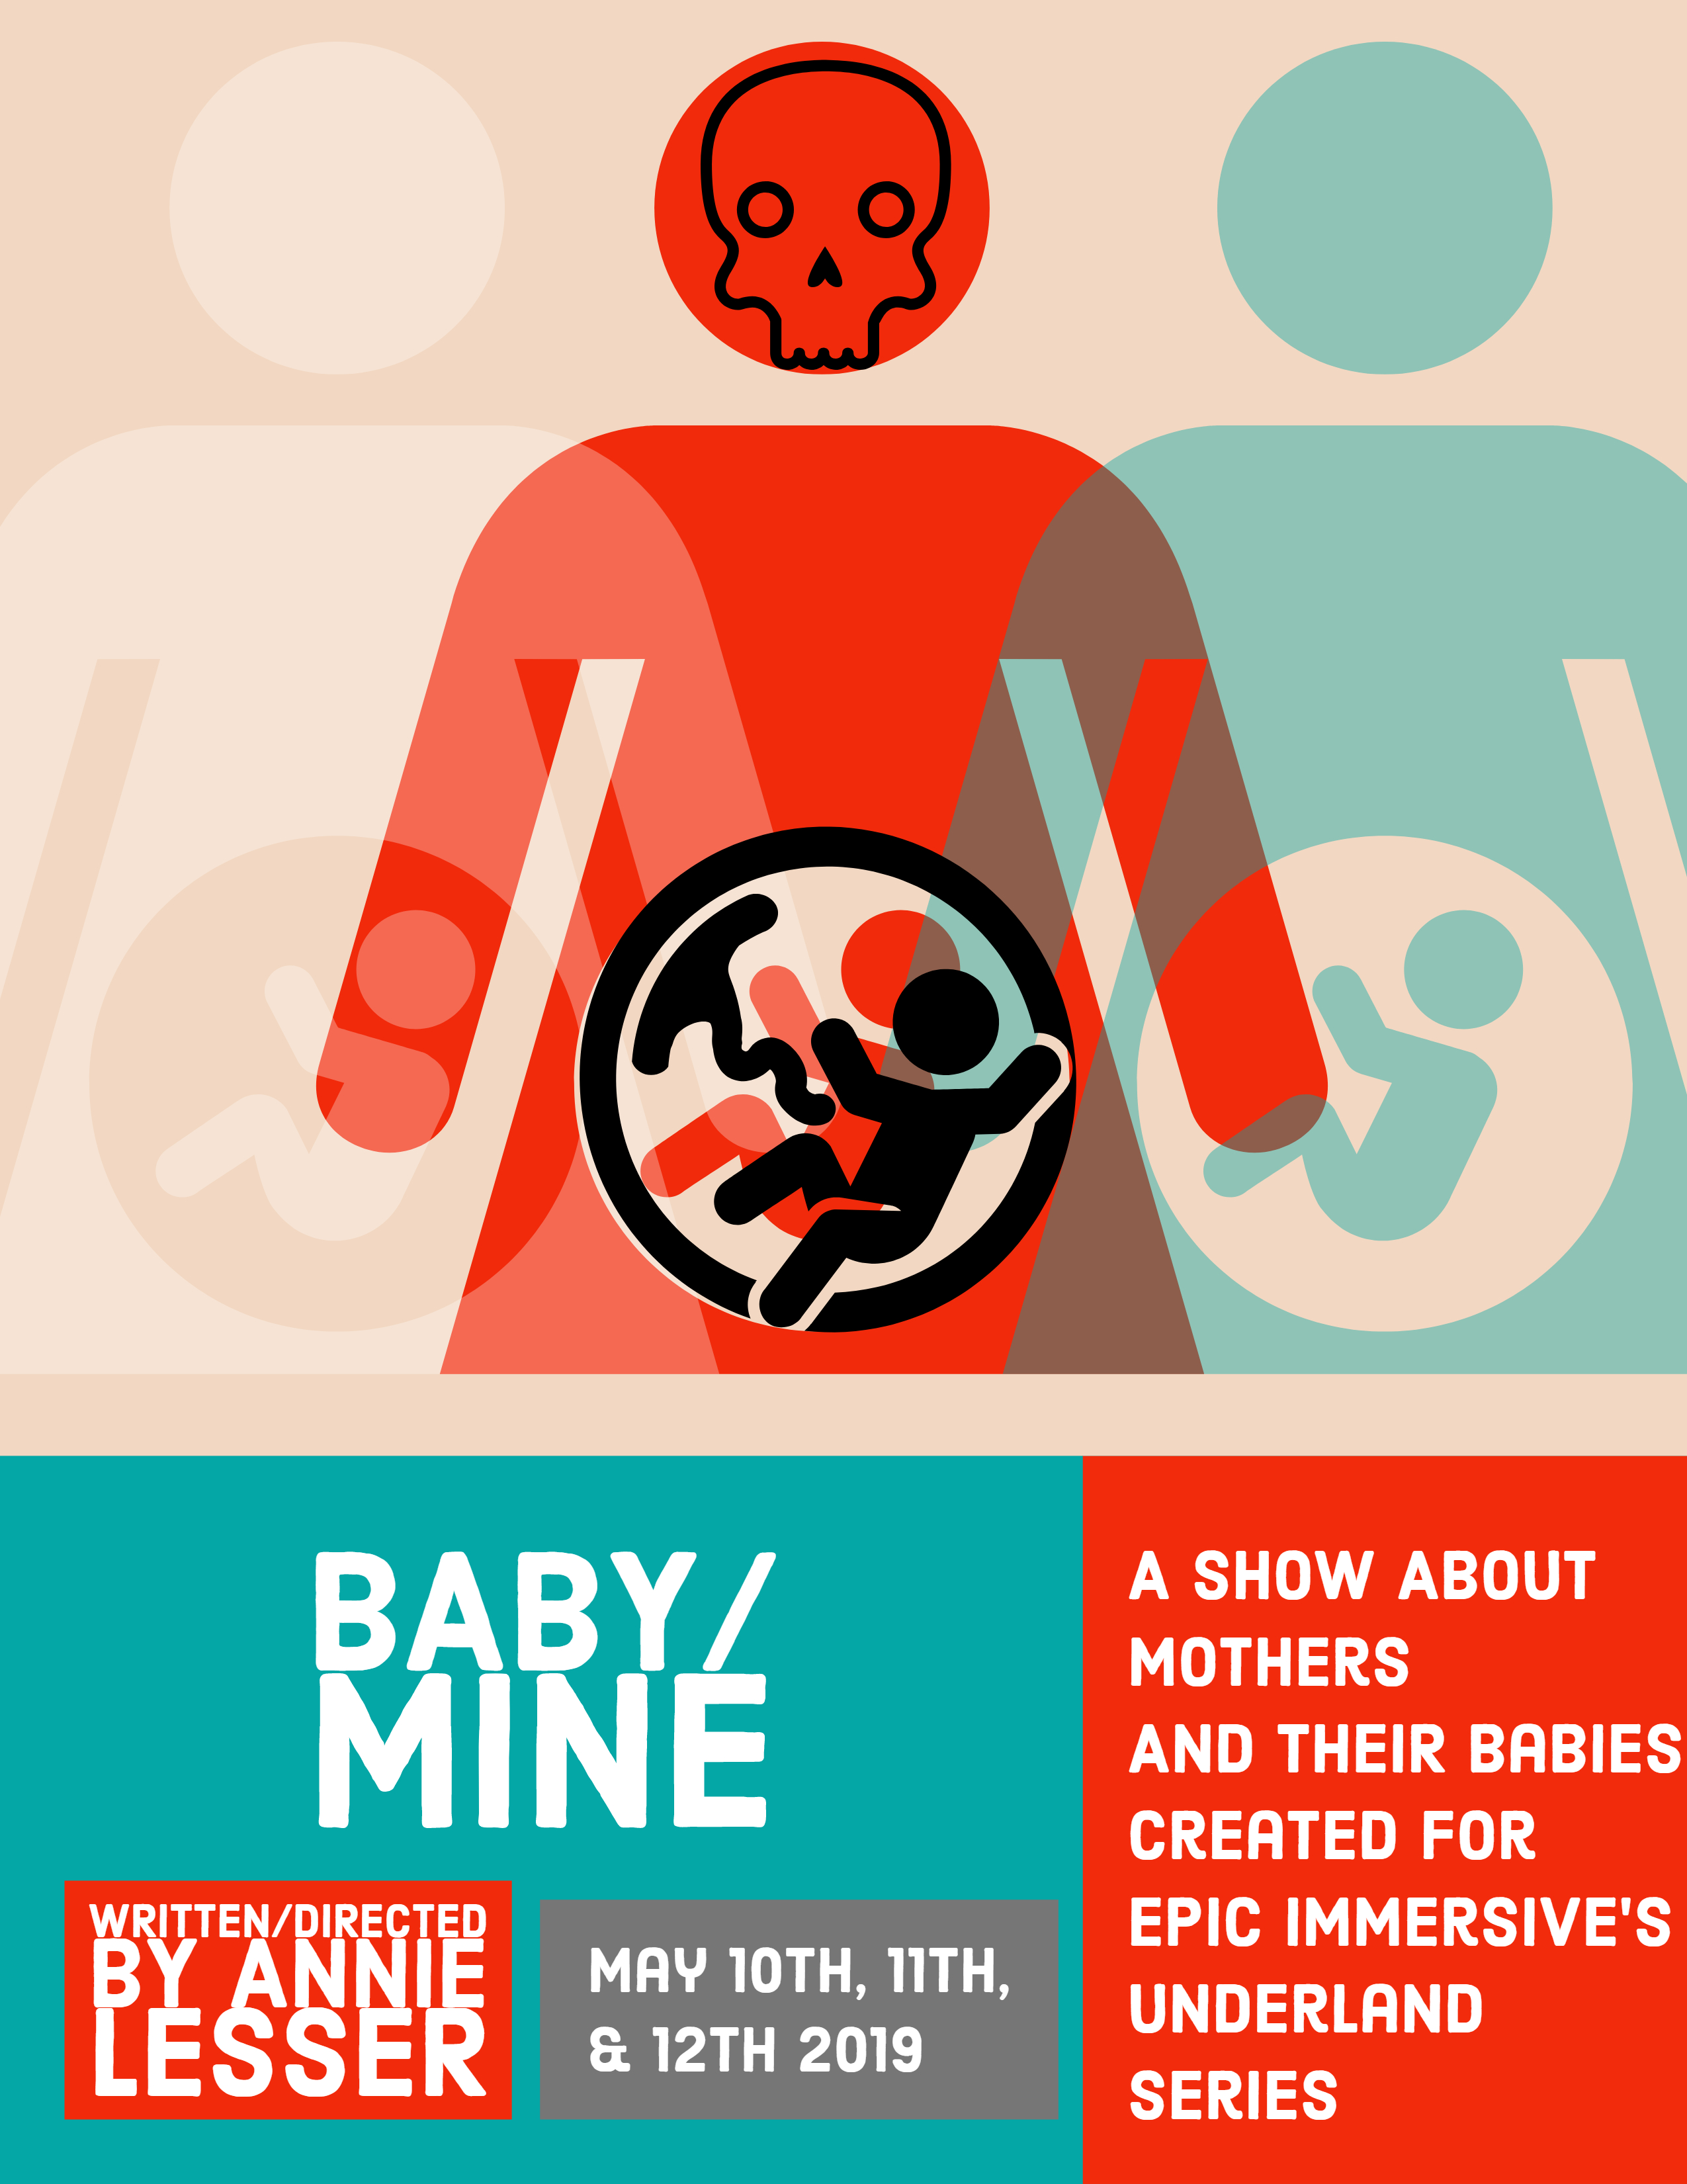 BABY/
MINE
WRITTEN/DIRECTED
BY ANNIE
LESSER
MAY 10TH, 11TH,
& 12TH 2019
A SHOW ABOUT
MOTHERS
AND THEIR BABIES
CREATED FOR
EPIC IMMERSIVE'S
UNDERLAND
SERIES